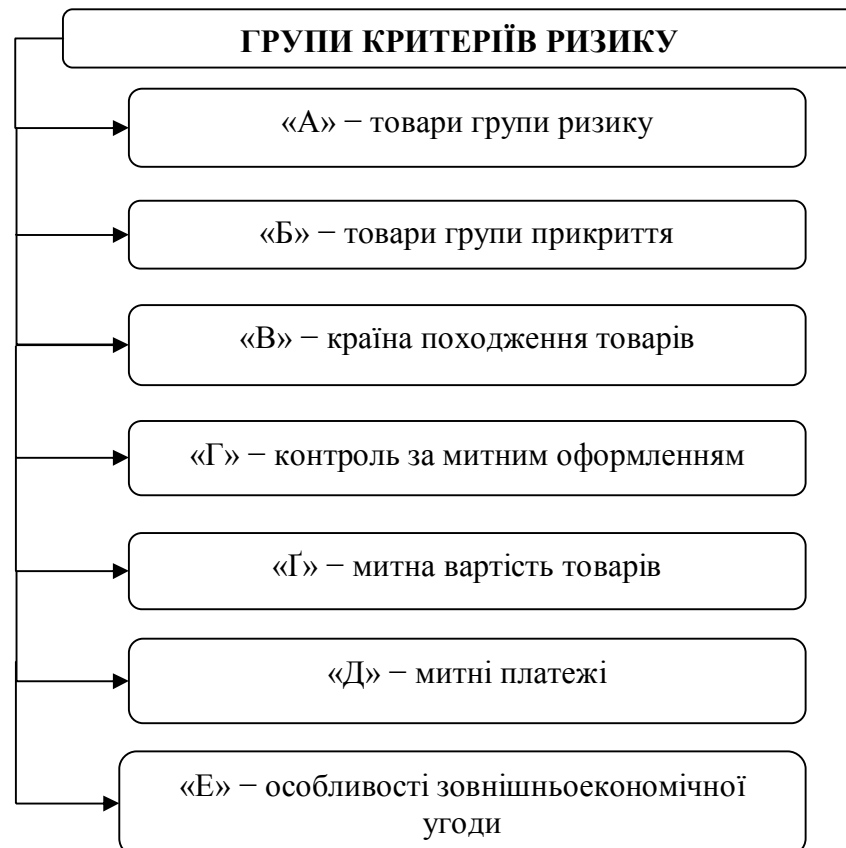 ГРУПИ КРИТЕРІЇВ РИЗИКУ
«А» − товари групи ризику
«Б» − товари групи прикриття
«В» − країна походження товарів
«Г» − контроль за митним оформленням
«Ґ» − митна вартість товарів
«Д» − митні платежі
«Е» − особливості зовнішньоекономічної
угоди